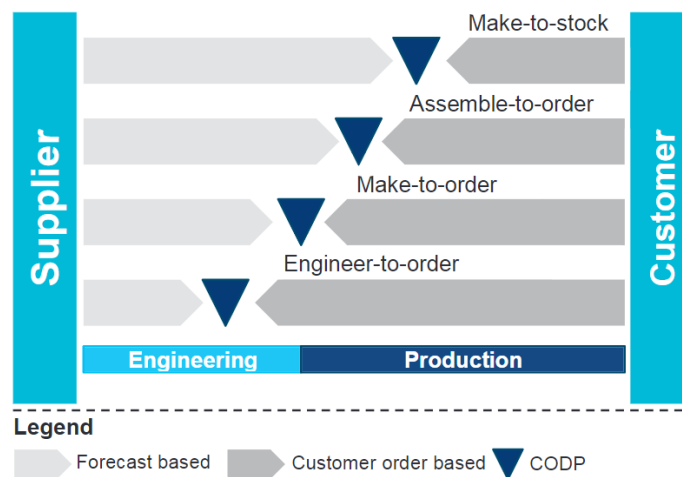 Supplier
Make-to-stock
Assemble-to-order
Make-to-order
Engineer-to-order
Customer
Engineering
Production
Legend
Forecast based
Customer order based
CODP